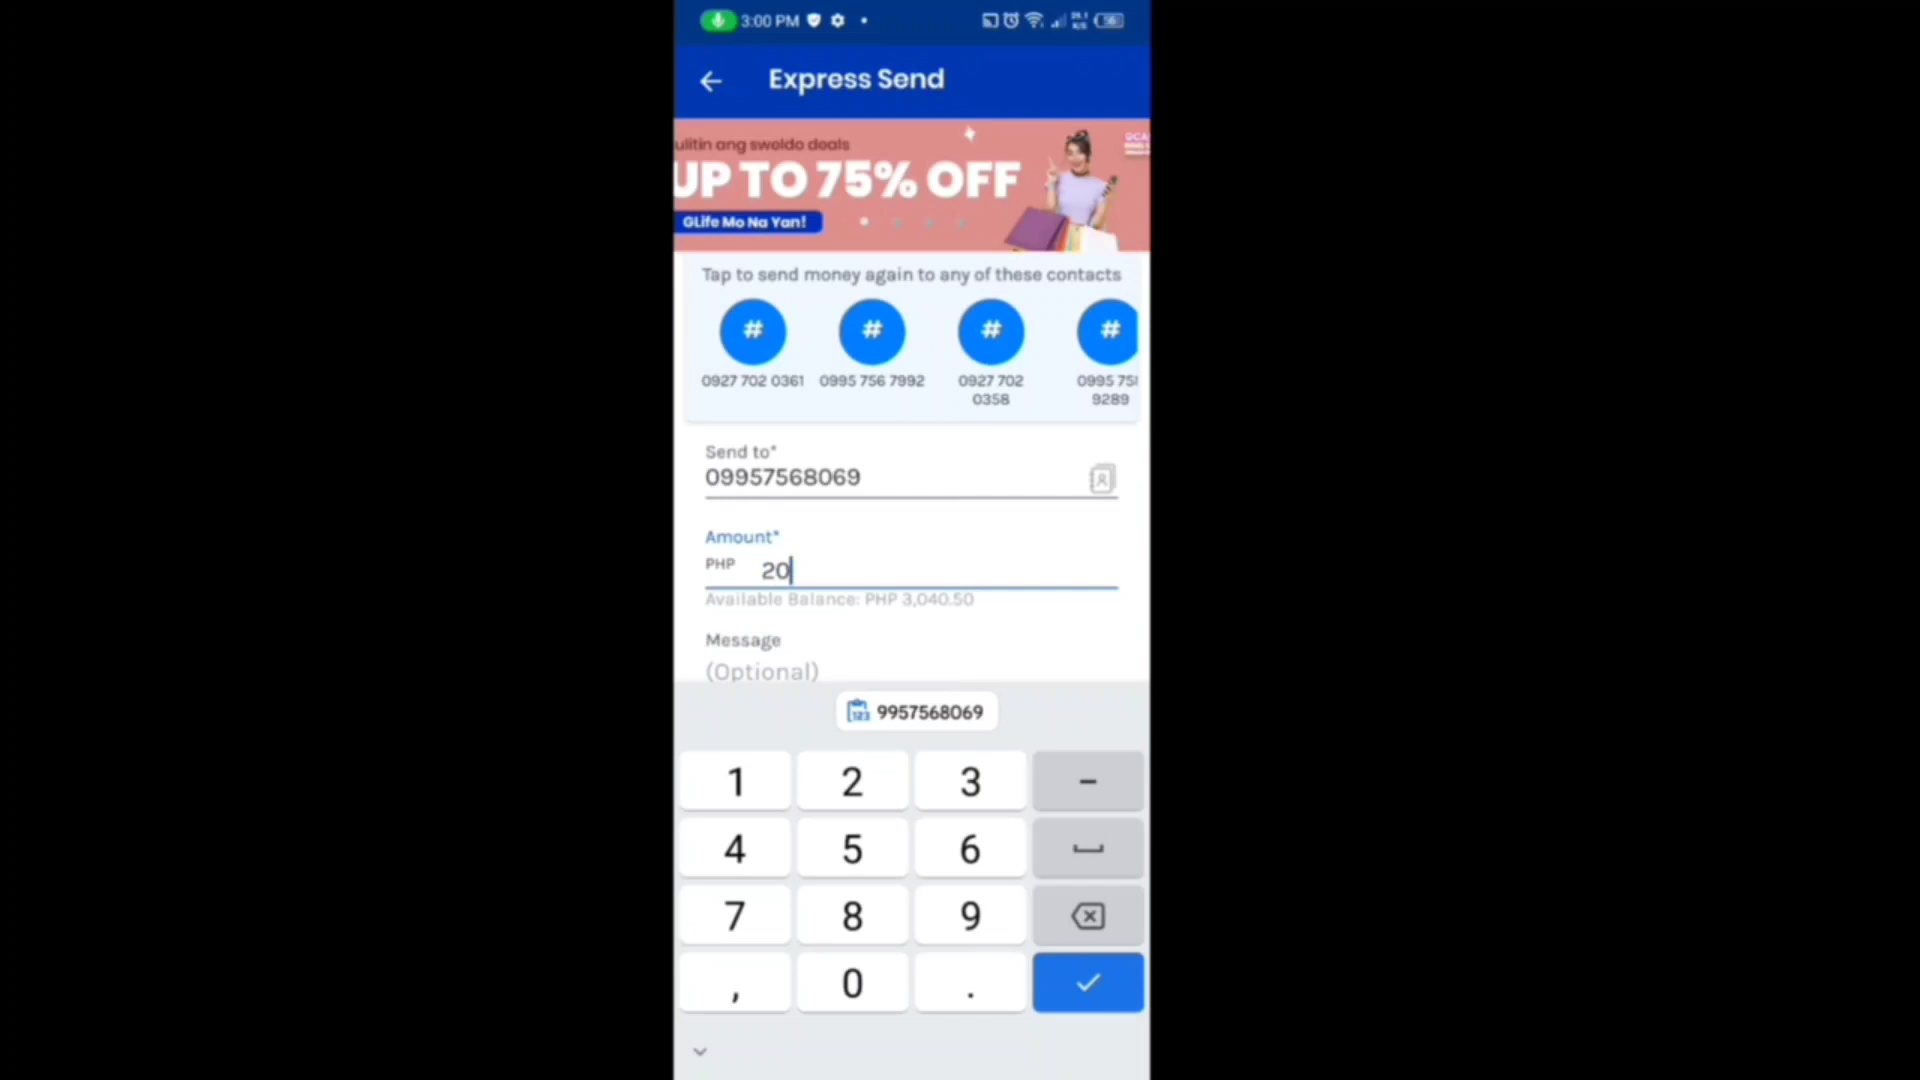 3:00 PM
Express Send
ulitin ang sweldo deals
UP TO 75% OFF
GLife Mo Na Yan!
Tap to send money again to any of these contacts
# # # #
0927 702 0361 0995 756 7992 0927 702 0995 75
0358 9289
Send to*
09957568069
Amount*
PHP 20
Available Balance: PHP 3,040.50
Message
(Optional)
123 9957568069
1 2 3 -
4 5 6
7 8 9
, 0 .